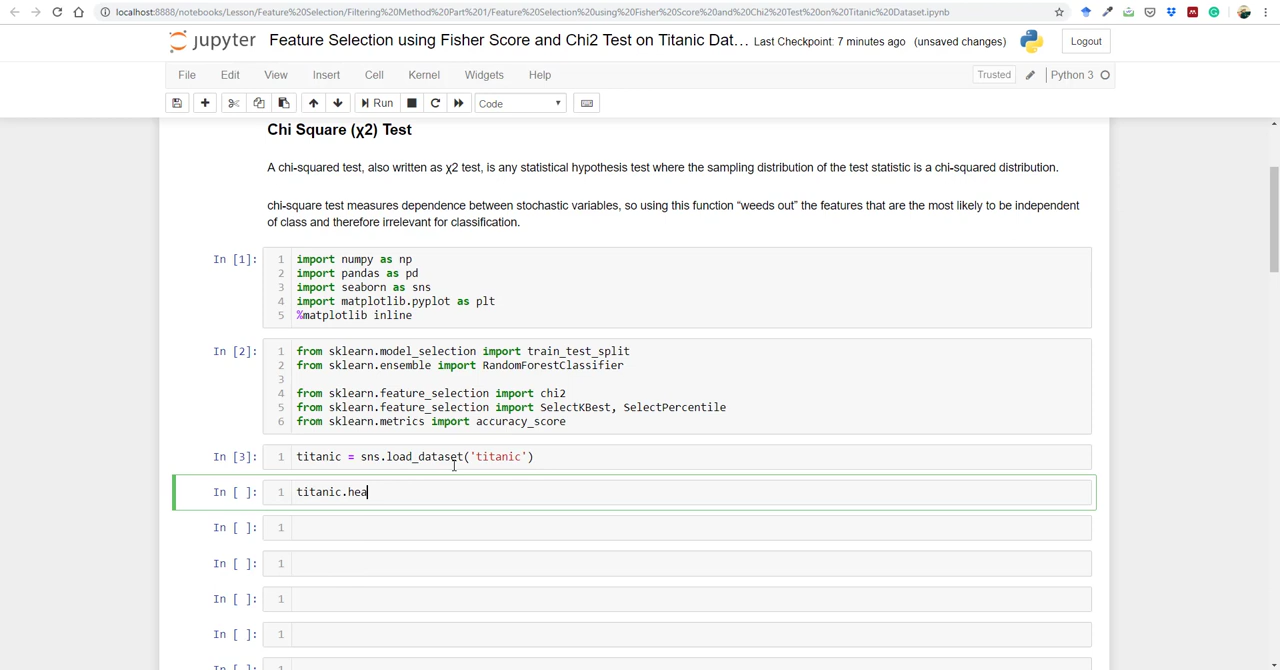 localhost:8888/notebooks/Lesson/Feature%20Selection/Filtering%20Method%20Part%201/Feature%20Selection%20using%20Fisher%20Score%20and%20Chi2%20Test%20on%20Titanic%20Dataset.ipynb
jupyter Feature Selection using Fisher Score and Chi2 Test on Titanic Dat... Last Checkpoint: 7 minutes ago (unsaved changes) Logout
File Edit View Insert Cell Kernel Widgets Help Trusted Python 3
Run Code
Chi Square (χ2) Test
A chi-squared test, also written as χ2 test, is any statistical hypothesis test where the sampling distribution of the test statistic is a chi-squared distribution.
chi-square test measures dependence between stochastic variables, so using this function “weeds out” the features that are the most likely to be independent
of class and therefore irrelevant for classification.
In [1]: 1 import numpy as np
2 import pandas as pd
3 import seaborn as sns
4 import matplotlib.pyplot as plt
5 %matplotlib inline
In [2]: 1 from sklearn.model_selection import train_test_split
2 from sklearn.ensemble import RandomForestClassifier
3
4 from sklearn.feature_selection import chi2
5 from sklearn.feature_selection import SelectKBest, SelectPercentile
6 from sklearn.metrics import accuracy_score
In [3]: 1 titanic = sns.load_dataset('titanic')
In [ ]: 1 titanic.hea
In [ ]: 1
In [ ]: 1
In [ ]: 1
In [ ]: 1
In [ ]: 1